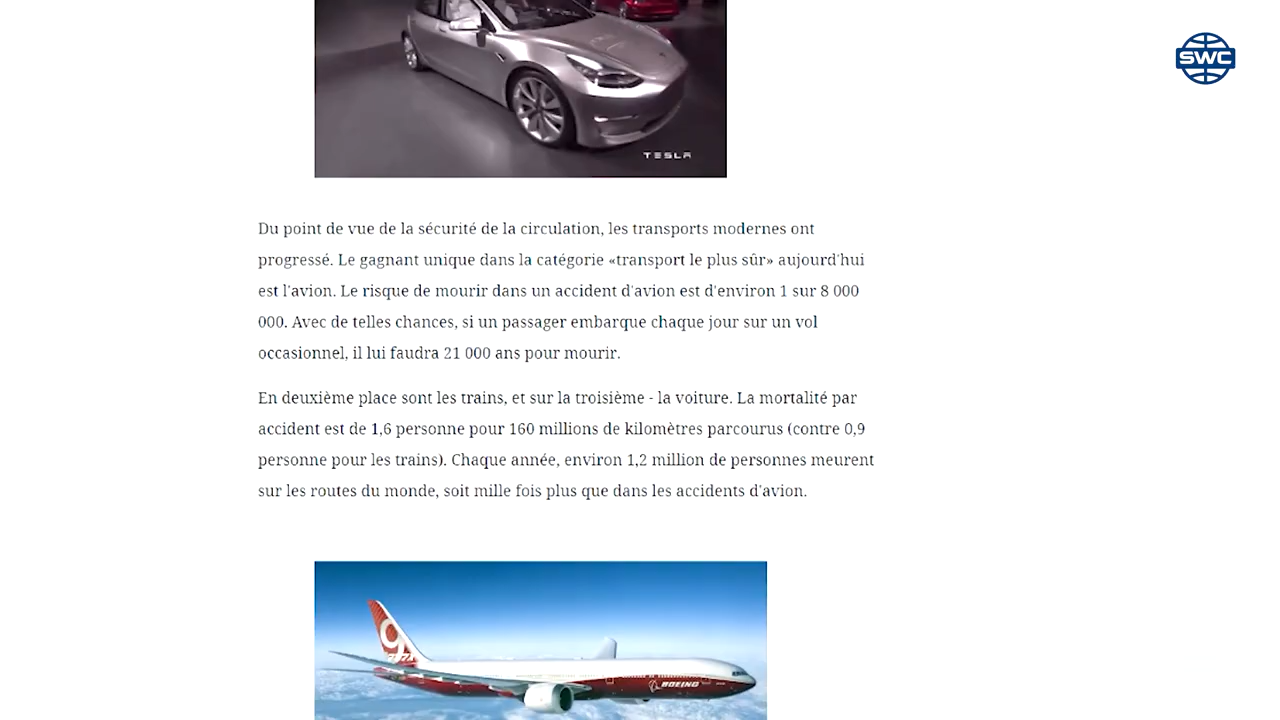 SWC
TESLA
Du point de vue de la sécurité de la circulation, les transports modernes ont
progressé. Le gagnant unique dans la catégorie «transport le plus sûr» aujourd'hui
est l'avion. Le risque de mourir dans un accident d'avion est d'environ 1 sur 8 000
000. Avec de telles chances, si un passager embarque chaque jour sur un vol
occasionnel, il lui faudra 21 000 ans pour mourir.
En deuxième place sont les trains, et sur la troisième - la voiture. La mortalité par
accident est de 1,6 personne pour 160 millions de kilomètres parcourus (contre 0,9
personne pour les trains). Chaque année, environ 1,2 million de personnes meurent
sur les routes du monde, soit mille fois plus que dans les accidents d'avion.
9
777X
BOEING